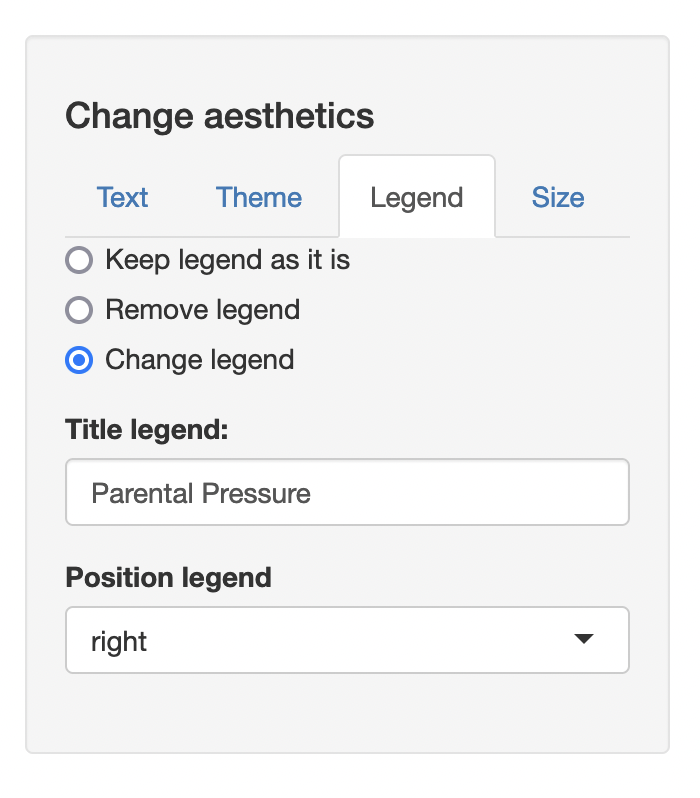 Change aesthetics
Text Theme Legend Size
Keep legend as it is
Remove legend
Change legend
Title legend:
Parental Pressure
Position legend
right